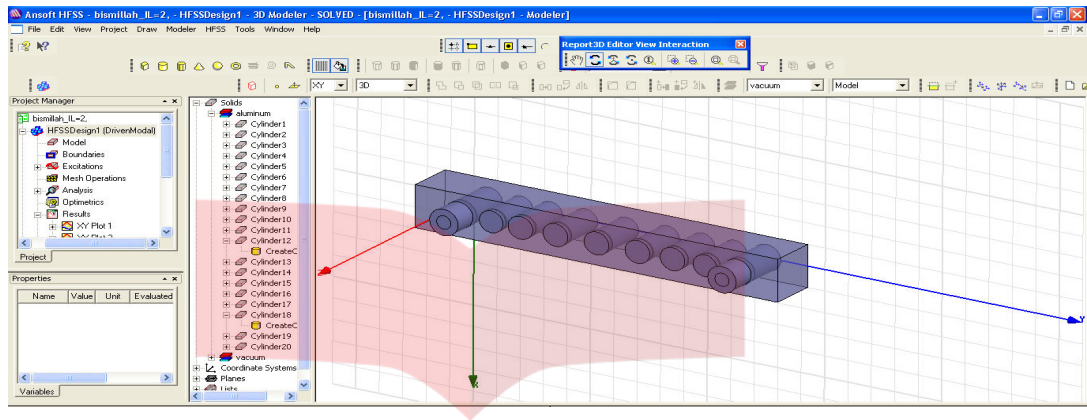 Ansoft HFSS - bismillah_IL=2, - HFSSDesign1 - 3D Modeler - SOLVED - [bismillah_IL=2, - HFSSDesign1 - Modeler]
File Edit View Project Draw Modeler HFSS Tools Window Help
Report3D Editor View Interaction
XY 3D vacuum Model
Project Manager
bismillah_IL=2,
HFSSDesign1 (DrivenModal)
Model
Boundaries
Excitations
Mesh Operations
Analysis
Optimetrics
Results
XY Plot 1
Project
Properties
Name Value Unit Evaluated
Variables
Solids
aluminum
Cylinder1
Cylinder2
Cylinder3
Cylinder4
Cylinder5
Cylinder6
Cylinder7
Cylinder8
Cylinder9
Cylinder10
Cylinder11
Cylinder12
CreateC
Cylinder13
Cylinder14
Cylinder15
Cylinder16
Cylinder17
Cylinder18
CreateC
Cylinder19
Cylinder20
vacuum
Coordinate Systems
Planes
Lists
Y